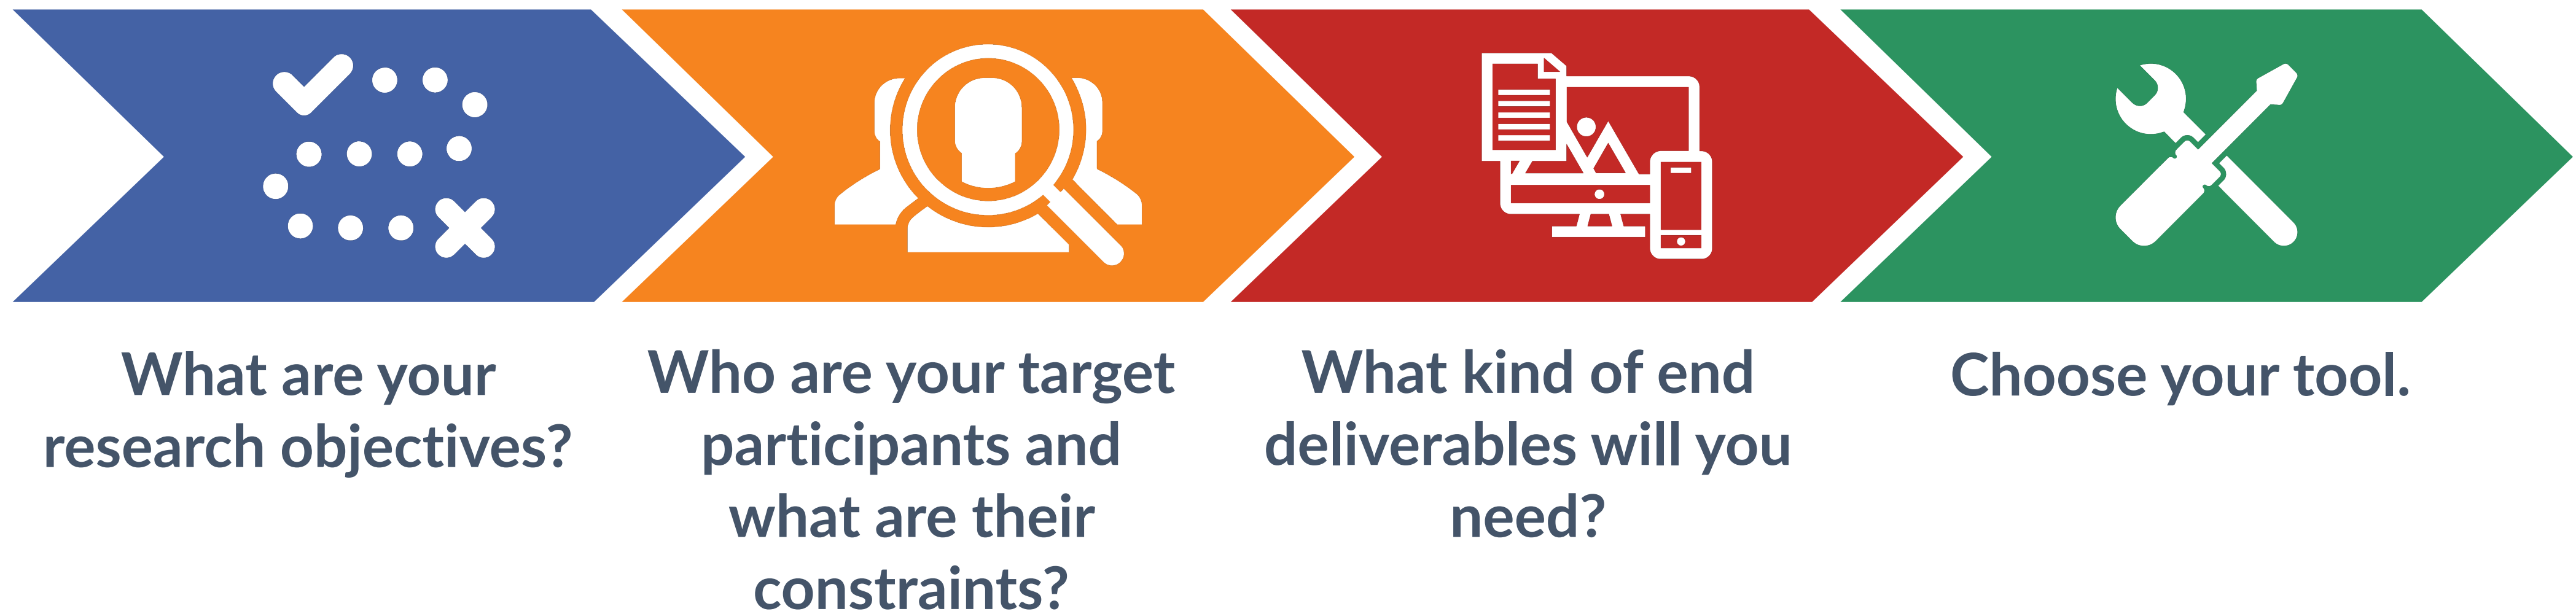 What are your
research objectives?
Who are your target
participants and
what are their
constraints?
What kind of end
deliverables will you
need?
Choose your tool.